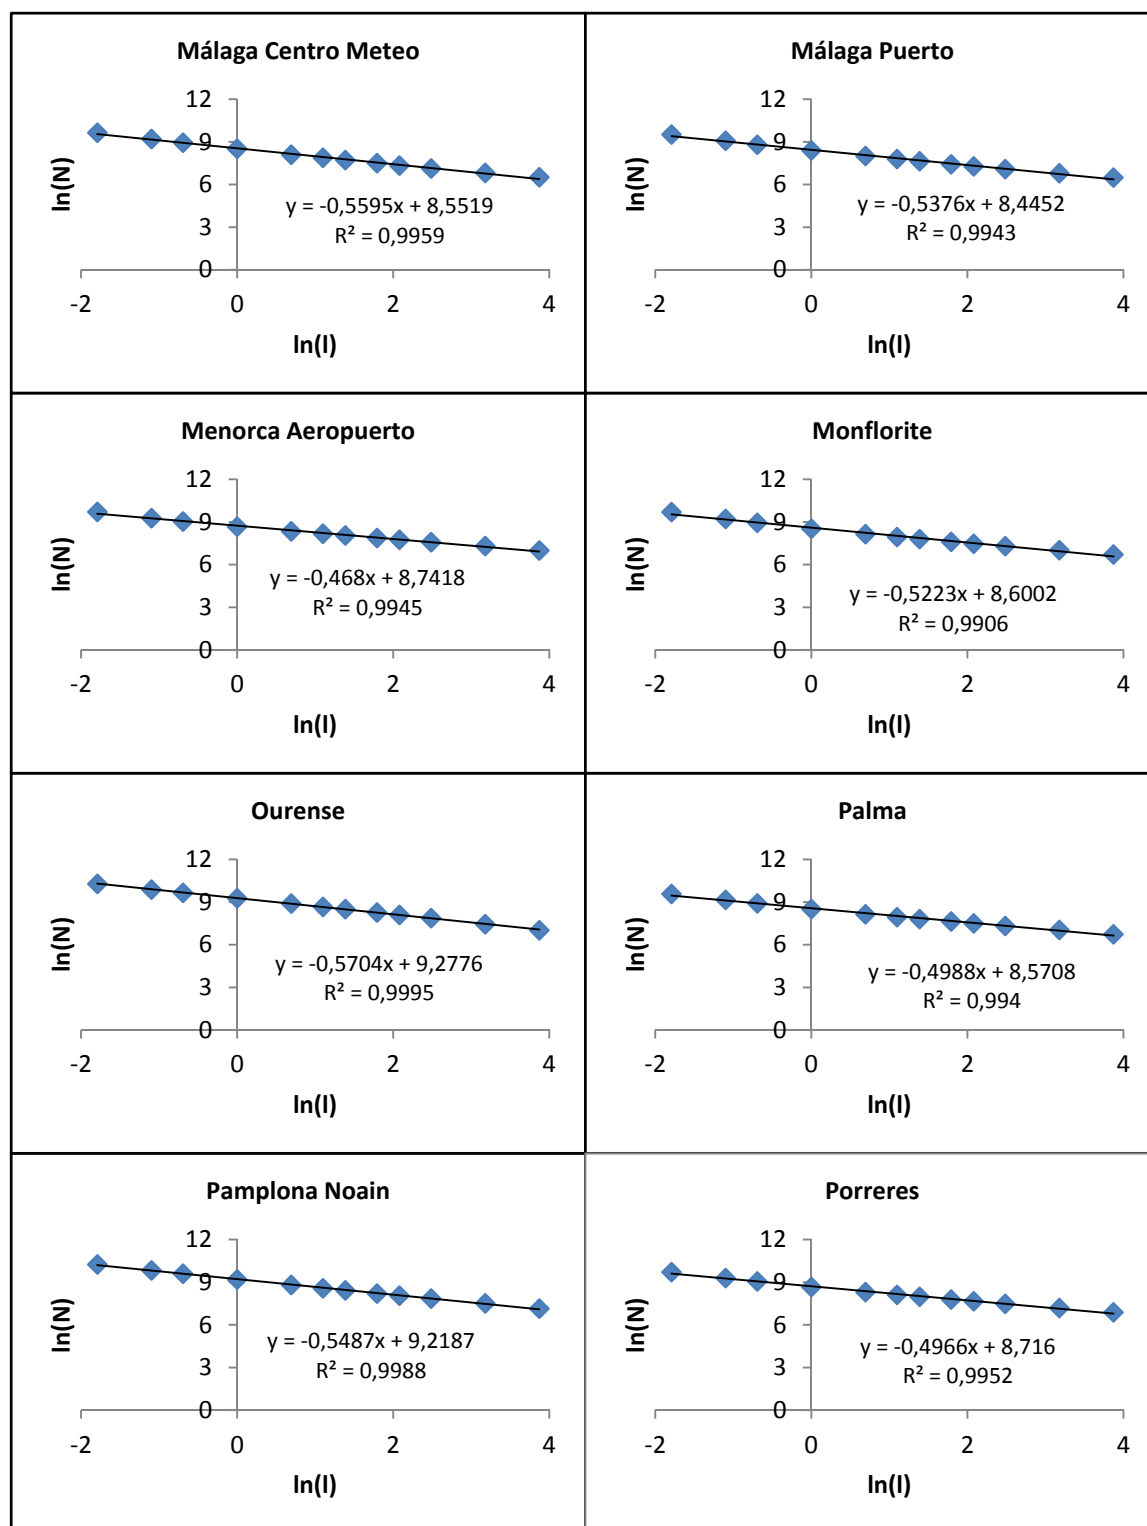 Málaga Centro Meteo
12
9
6
3
0
ln(N)
y = -0,5595x + 8,5519
R² = 0,9959
-2 0 2 4
ln(l)
Málaga Puerto
12
9
6
3
0
ln(N)
y = -0,5376x + 8,4452
R² = 0,9943
-2 0 2 4
ln(l)
Menorca Aeropuerto
12
9
6
3
0
ln(N)
y = -0,468x + 8,7418
R² = 0,9945
-2 0 2 4
ln(l)
Monflorite
12
9
6
3
0
ln(N)
y = -0,5223x + 8,6002
R² = 0,9906
-2 0 2 4
ln(l)
Ourense
12
9
6
3
0
ln(N)
y = -0,5704x + 9,2776
R² = 0,9995
-2 0 2 4
ln(l)
Palma
12
9
6
3
0
ln(N)
y = -0,4988x + 8,5708
R² = 0,994
-2 0 2 4
ln(l)
Pamplona Noain
12
9
6
3
0
ln(N)
y = -0,5487x + 9,2187
R² = 0,9988
-2 0 2 4
ln(l)
Porreres
12
9
6
3
0
ln(N)
y = -0,4966x + 8,716
R² = 0,9952
-2 0 2 4
ln(l)